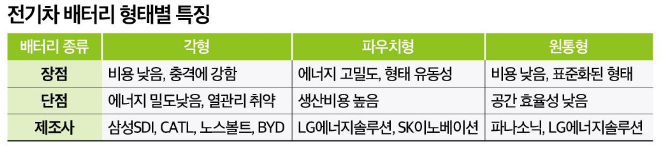 전기차 배터리 형태별 특징
배터리 종류 각형 파우치형 원통형
장점 비용 낮음, 충격에 강함 에너지 고밀도, 형태 유동성 비용 낮음, 표준화된 형태
단점 에너지 밀도낮음, 열관리 취약 생산비용 높음 공간 효율성 낮음
제조사 삼성SDI, CATL, 노스볼트, BYD LG에너지솔루션, SK이노베이션 파나소닉, LG에너지솔루션